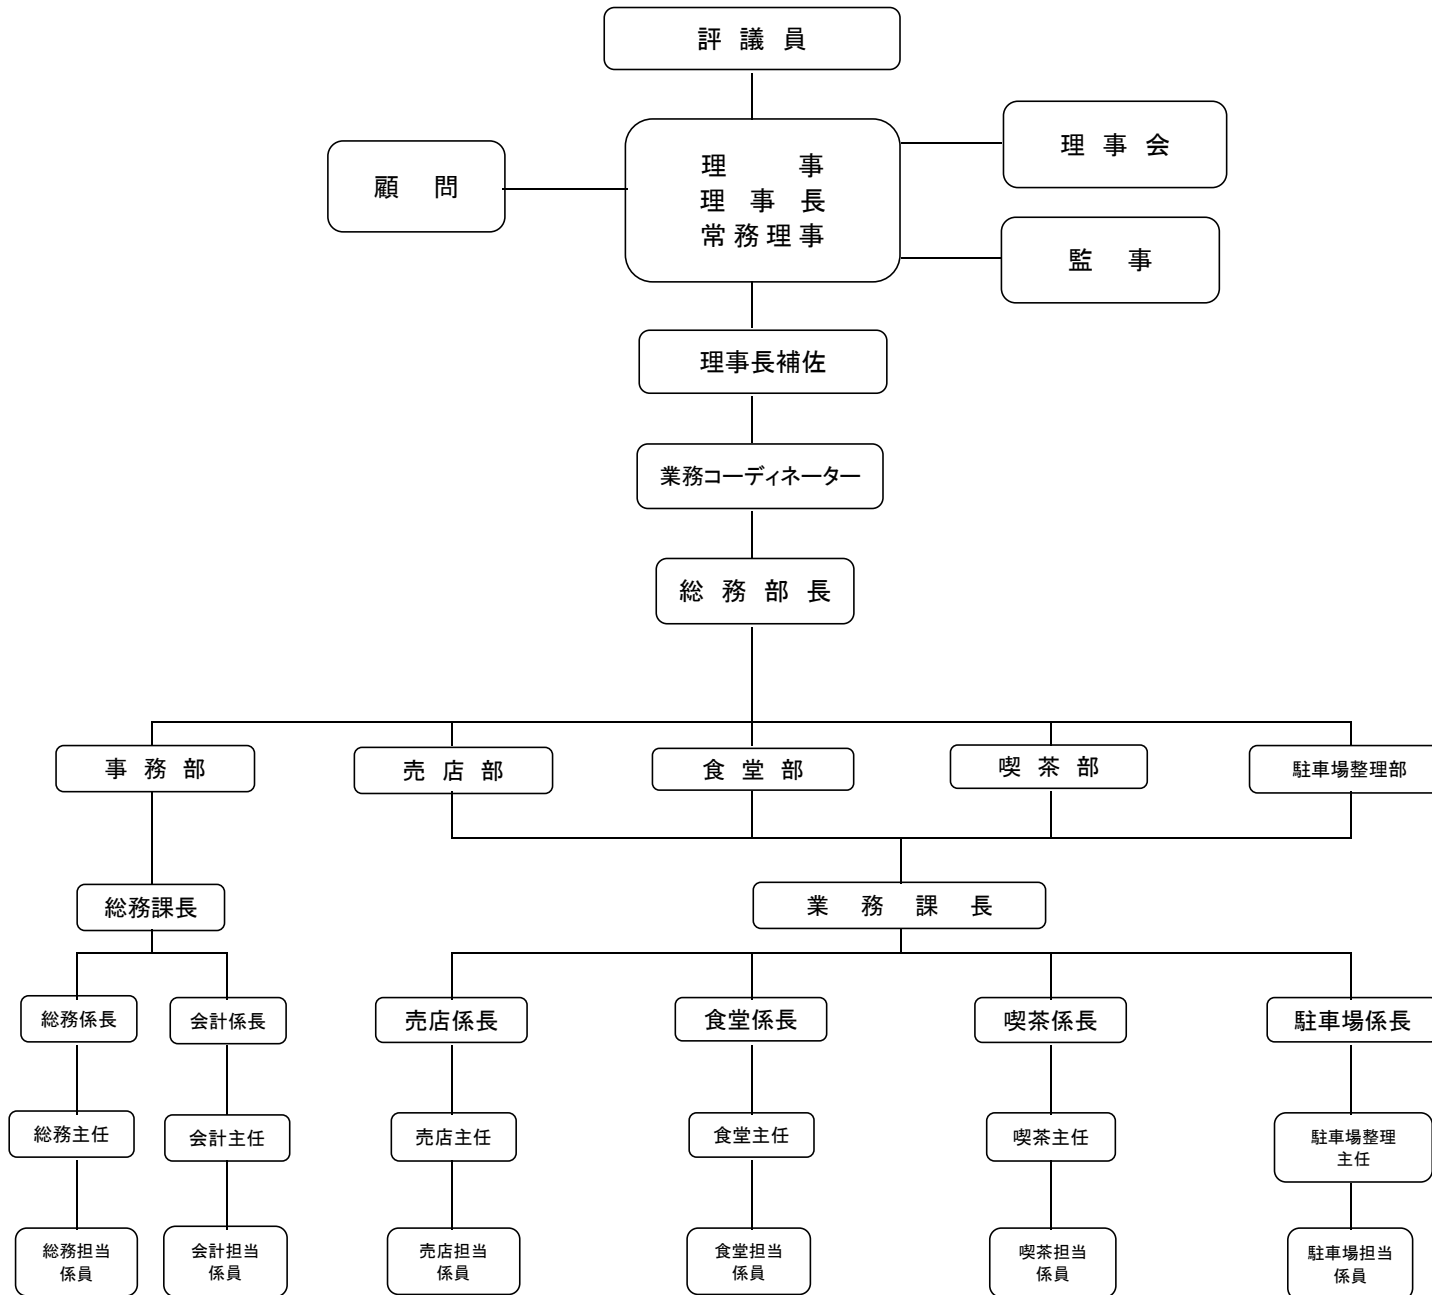 評議員
理事会
顧問
理事
理事長
常務理事
監事
理事長補佐
業務コーディネーター
総務部長
事務部
売店部
食堂部
喫茶部
駐車場整理部
総務課長
業務課長
総務係長
会計係長
売店係長
食堂係長
喫茶係長
駐車場係長
総務主任
会計主任
売店主任
食堂主任
喫茶主任
駐車場整理
主任
総務担当
係員
会計担当
係員
売店担当
係員
食堂担当
係員
喫茶担当
係員
駐車場担当
係員